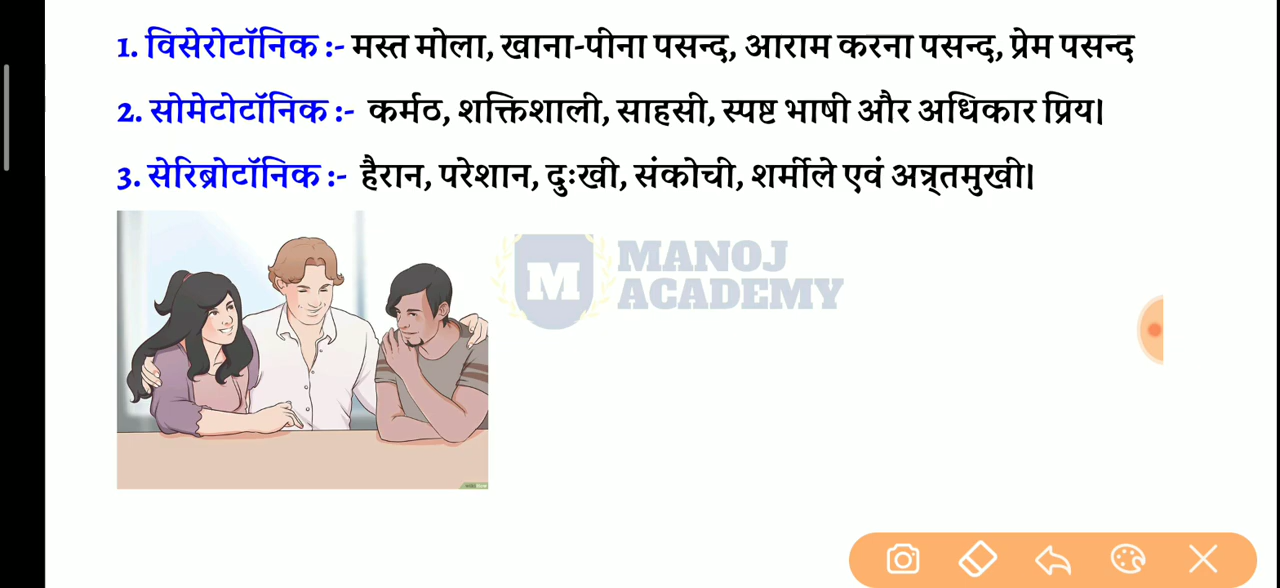 1. विसेरोटॉनिक :- मस्त मोला, खाना-पीना पसन्द, आराम करना पसन्द, प्रेम पसन्द
2. सोमेटोटॉनिक :- कर्मठ, शक्तिशाली, साहसी, स्पष्ट भाषी और अधिकार प्रिय।
3. सेरिब्रोटॉनिक :- हैरान, परेशान, दुःखी, संकोची, शर्मीले एवं अन्र्तमुखी।
M MANOJ
ACADEMY